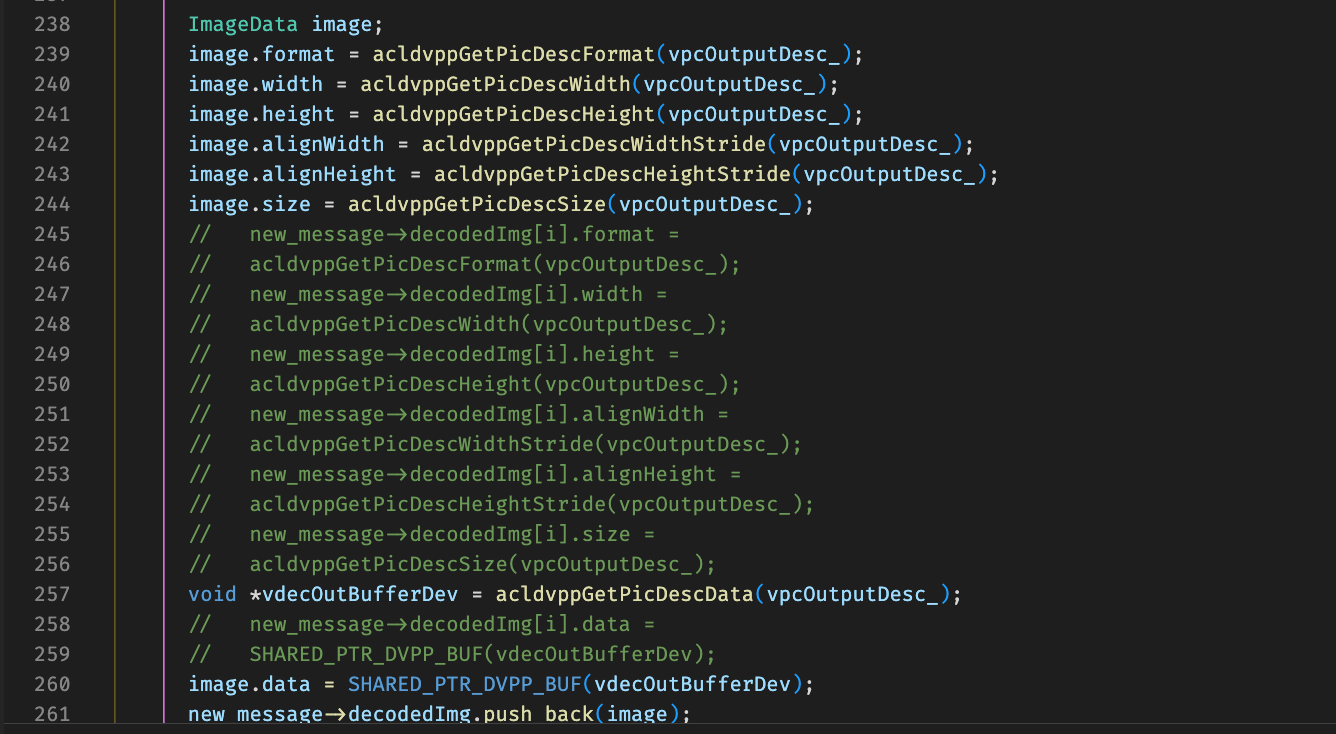 238 ImageData image;
239 image.format = acldvppGetPicDescFormat(vpcOutputDesc_);
240 image.width = acldvppGetPicDescWidth(vpcOutputDesc_);
241 image.height = acldvppGetPicDescHeight(vpcOutputDesc_);
242 image.alignWidth = acldvppGetPicDescWidthStride(vpcOutputDesc_);
243 image.alignHeight = acldvppGetPicDescHeightStride(vpcOutputDesc_);
244 image.size = acldvppGetPicDescSize(vpcOutputDesc_);
245 //   new_message->decodedImg[i].format =
246 //   acldvppGetPicDescFormat(vpcOutputDesc_);
247 //   new_message->decodedImg[i].width =
248 //   acldvppGetPicDescWidth(vpcOutputDesc_);
249 //   new_message->decodedImg[i].height =
250 //   acldvppGetPicDescHeight(vpcOutputDesc_);
251 //   new_message->decodedImg[i].alignWidth =
252 //   acldvppGetPicDescWidthStride(vpcOutputDesc_);
253 //   new_message->decodedImg[i].alignHeight =
254 //   acldvppGetPicDescHeightStride(vpcOutputDesc_);
255 //   new_message->decodedImg[i].size =
256 //   acldvppGetPicDescSize(vpcOutputDesc_);
257 void *vdecOutBufferDev = acldvppGetPicDescData(vpcOutputDesc_);
258 //   new_message->decodedImg[i].data =
259 //   SHARED_PTR_DVPP_BUF(vdecOutBufferDev);
260 image.data = SHARED_PTR_DVPP_BUF(vdecOutBufferDev);
261 new_message->decodedImg.push_back(image);